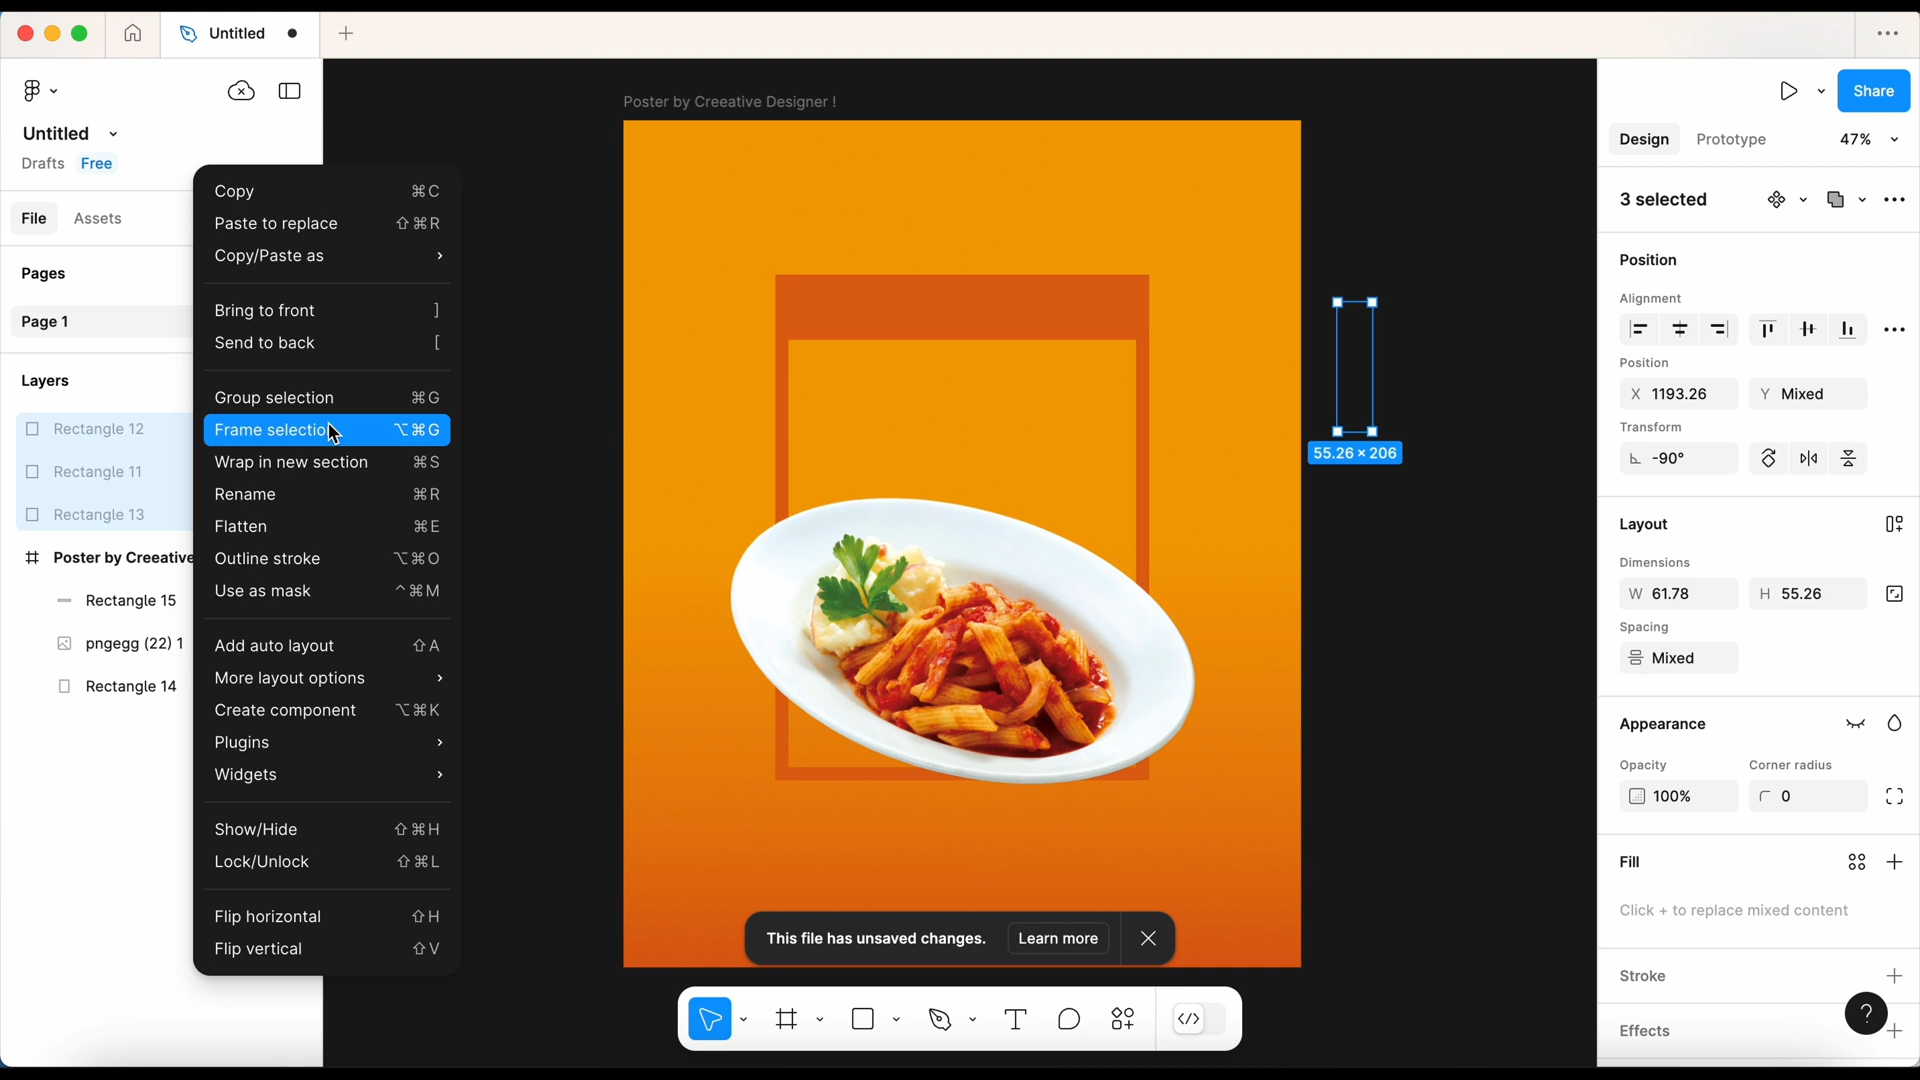 Untitled
Share
Untitled
Drafts Free
File Assets
Pages
Page 1
Layers
Rectangle 12
Rectangle 11
Rectangle 13
Poster by Creeative
Rectangle 15
pngegg (22) 1
Rectangle 14
Copy ⌘C
Paste to replace ⇧⌘R
Copy/Paste as
Bring to front ]
Send to back [
Group selection ⌘G
Frame selection ⌥⌘G
Wrap in new section ⌘S
Rename ⌘R
Flatten ⌘E
Outline stroke ⌥⌘O
Use as mask ^⌘M
Add auto layout ⇧A
More layout options
Create component ⌥⌘K
Plugins
Widgets
Show/Hide ⇧⌘H
Lock/Unlock ⇧⌘L
Flip horizontal ⇧H
Flip vertical ⇧V
Poster by Creeative Designer !
55.26 × 206
This file has unsaved changes. Learn more
Design Prototype 47%
3 selected
Position
Alignment
Position
X 1193.26 Y Mixed
Transform
-90°
Layout
Dimensions
W 61.78 H 55.26
Spacing
Mixed
Appearance
Opacity Corner radius
100% 0
Fill
Click + to replace mixed content
Stroke
Effects
?